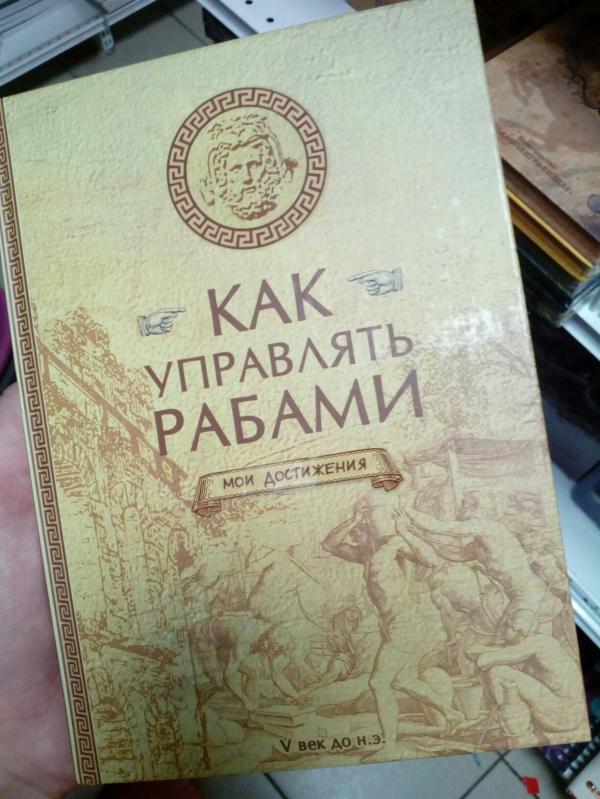 КАК
УПРАВЛЯТЬ
РАБАМИ
МОИ ДОСТИЖЕНИЯ
V век до н.э.